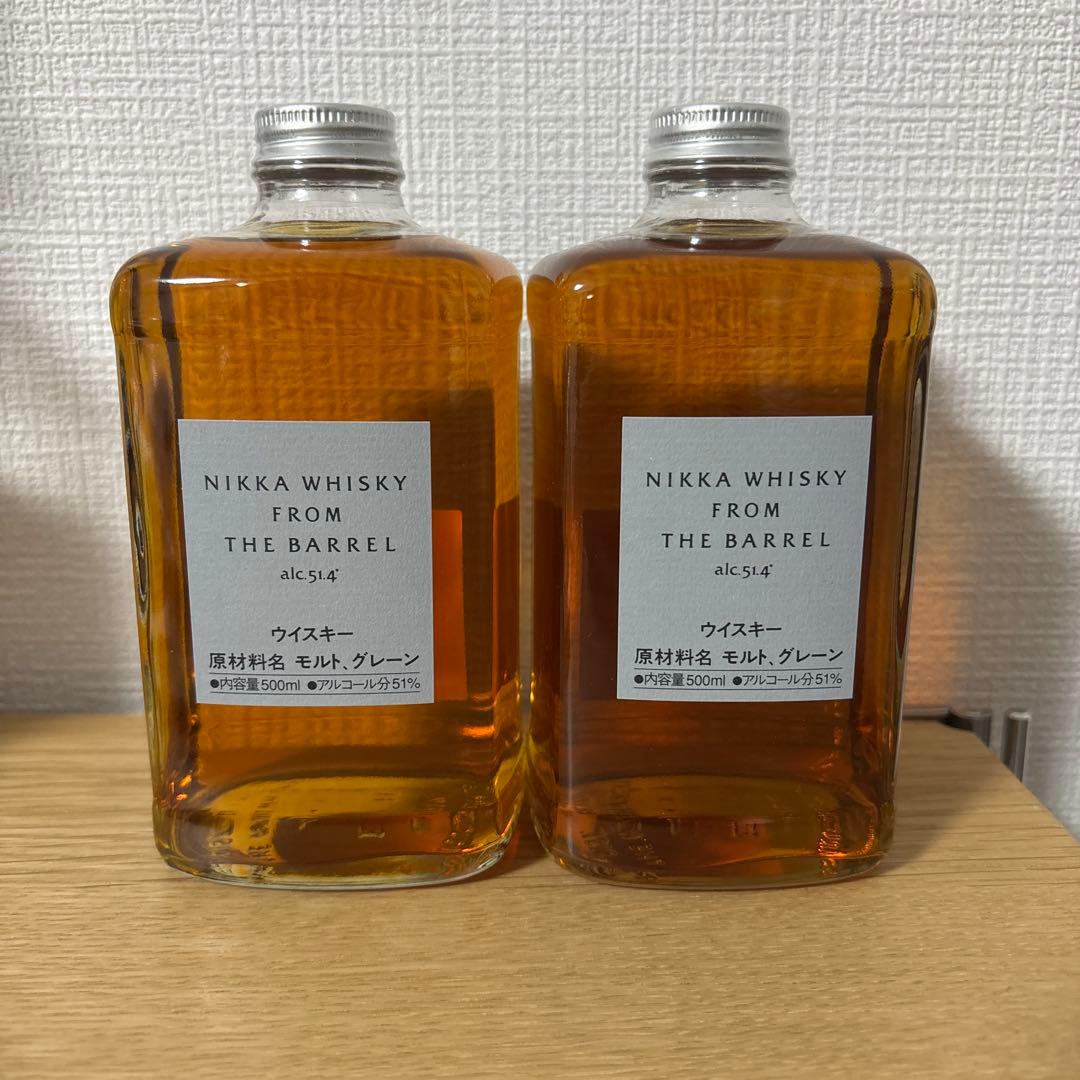 NIKKA WHISKY
FROM
THE BARREL
alc.51.4°
ウイスキー
原材料名 モルト、グレーン
●内容量500ml ●アルコール分51%
NIKKA WHISKY
FROM
THE BARREL
alc.51.4°
ウイスキー
原材料名 モルト、グレーン
●内容量500ml ●アルコール分51%